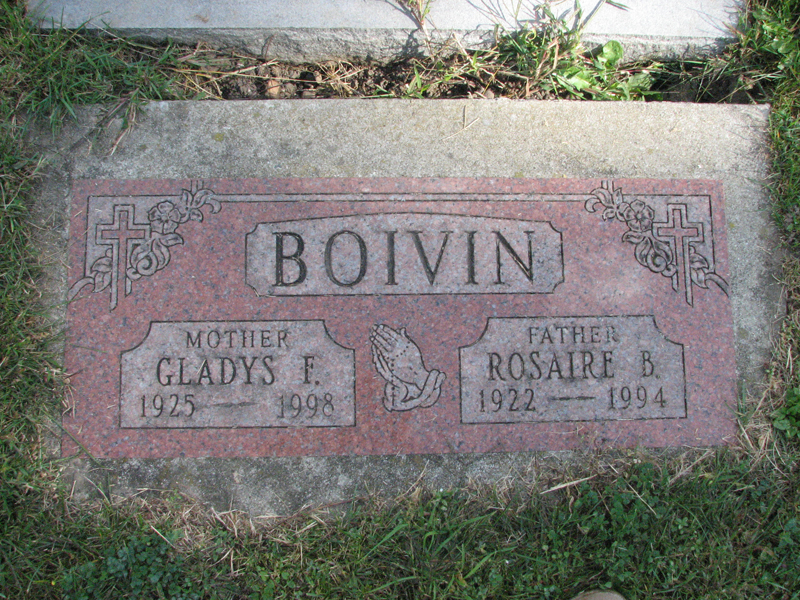 BOIVIN
MOTHER
GLADYS F.
1925 — 1998
FATHER
ROSAIRE B.
1922 — 1994